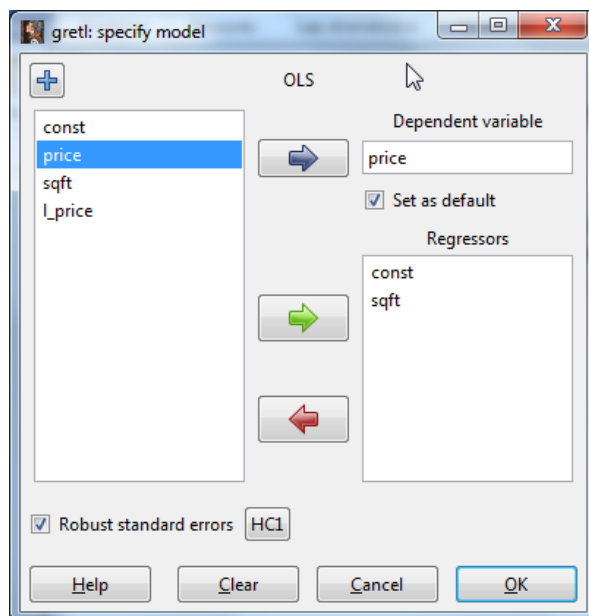 gretl: specify model
OLS
const
price
sqft
l_price
Dependent variable
price
Set as default
Regressors
const
sqft
Robust standard errors HC1
Help Clear Cancel OK